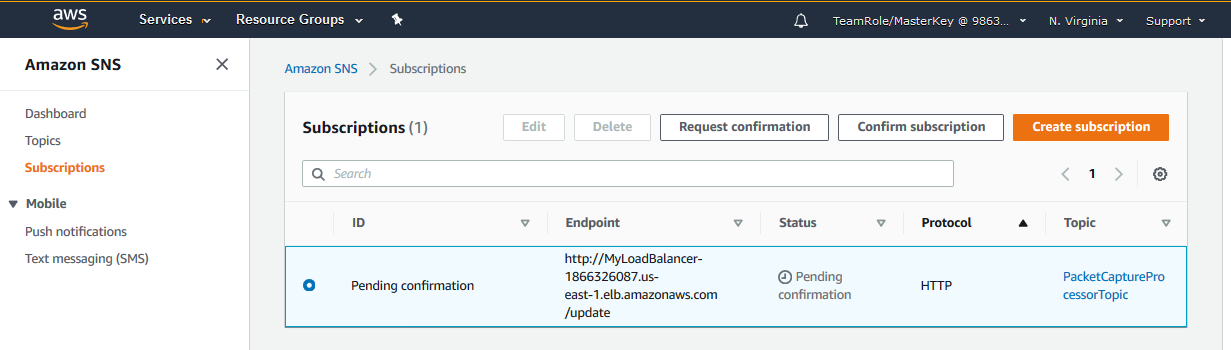 aws Services Resource Groups TeamRole/MasterKey @ 9863... N. Virginia Support
Amazon SNS
Dashboard
Topics
Subscriptions
Mobile
Push notifications
Text messaging (SMS)
Amazon SNS Subscriptions
Subscriptions (1) Edit Delete Request confirmation Confirm subscription Create subscription
Search 1
ID Endpoint Status Protocol Topic
Pending confirmation
http://MyLoadBalancer-
1866326087.us-
east-1.elb.amazonaws.com
/update
Pending
confirmation
HTTP
PacketCapturePro
cessorTopic